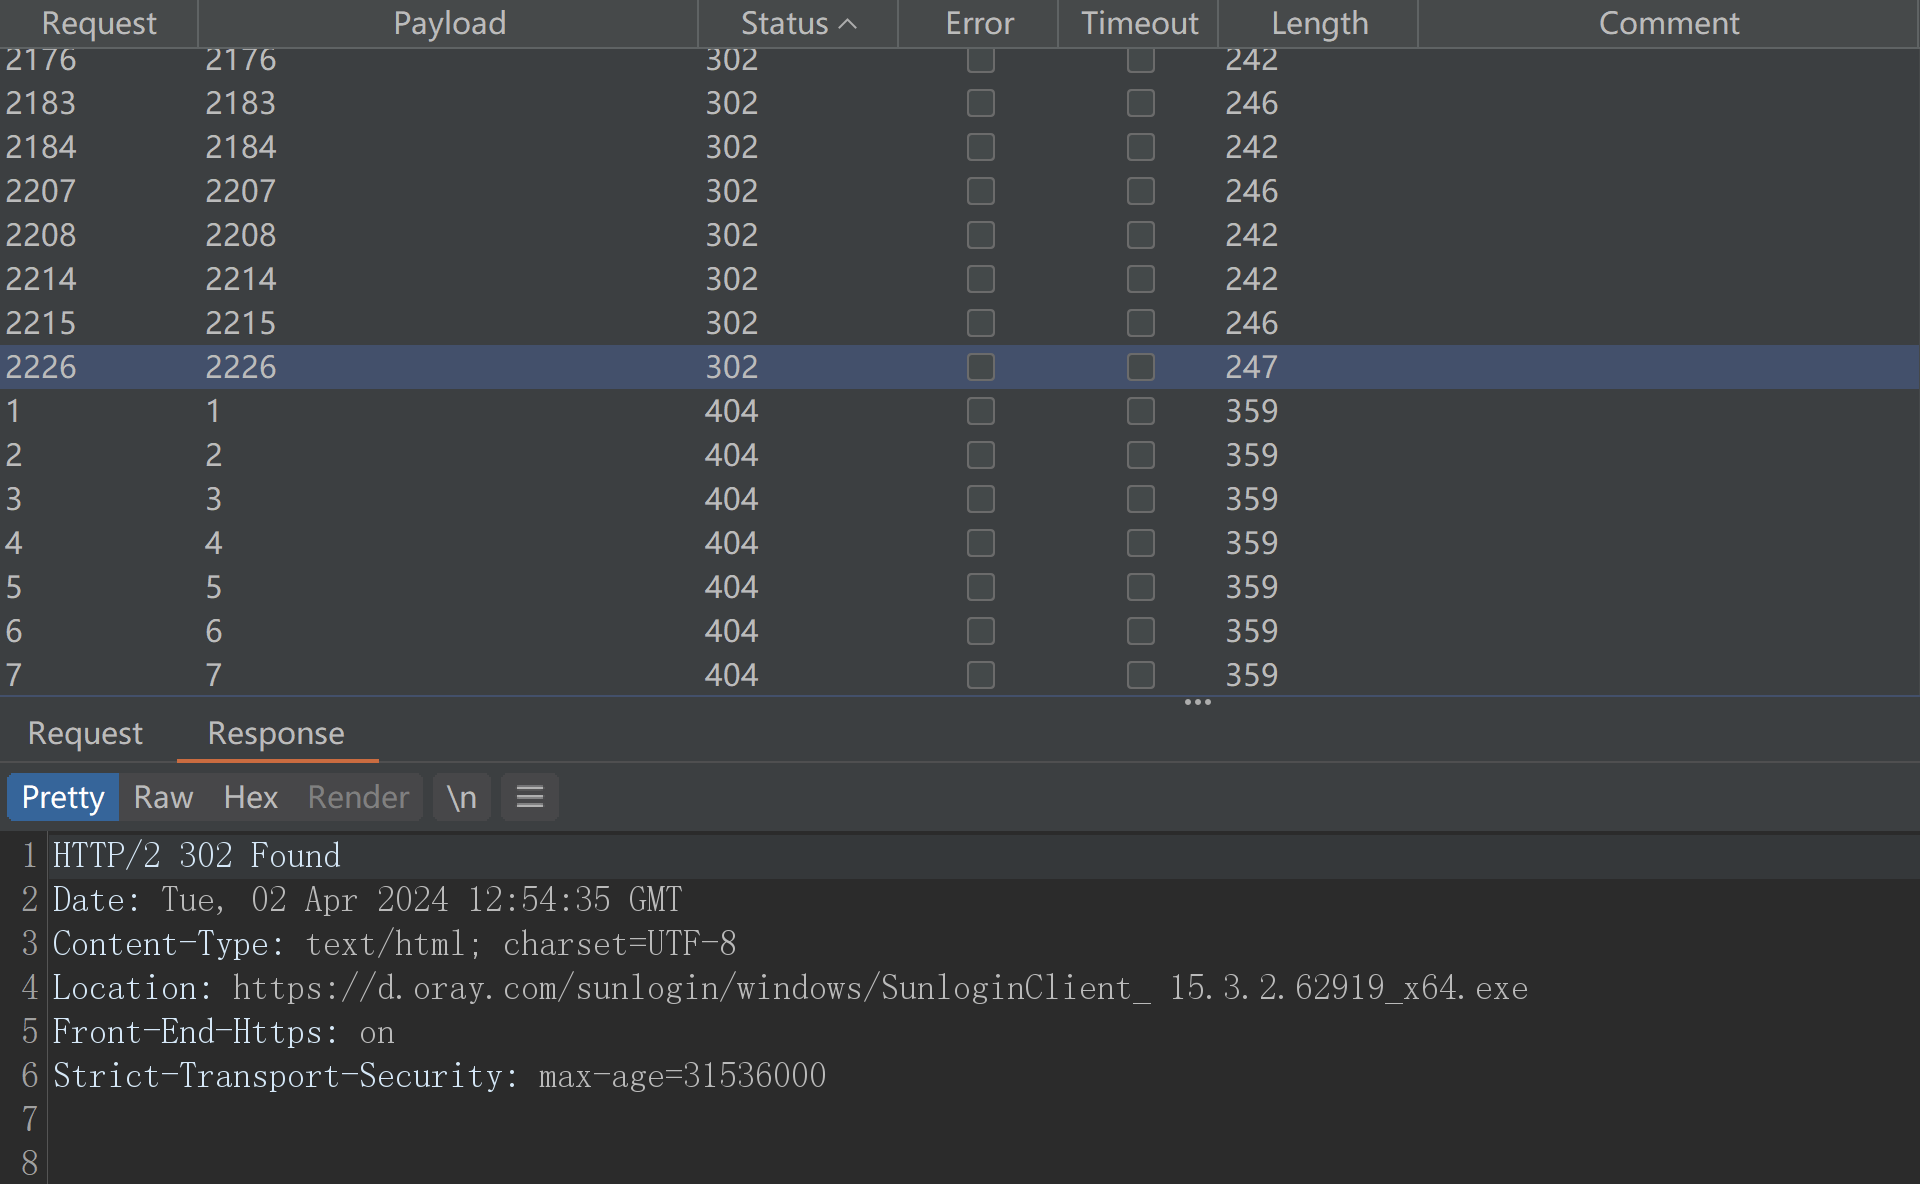 Request Payload Status Error Timeout Length Comment
2176 2176 302 242
2183 2183 302 246
2184 2184 302 242
2207 2207 302 246
2208 2208 302 242
2214 2214 302 242
2215 2215 302 246
2226 2226 302 247
1 1 404 359
2 2 404 359
3 3 404 359
4 4 404 359
5 5 404 359
6 6 404 359
7 7 404 359
Request Response
Pretty Raw Hex Render \n
1 HTTP/2 302 Found
2 Date: Tue, 02 Apr 2024 12:54:35 GMT
3 Content-Type: text/html; charset=UTF-8
4 Location: https://d.oray.com/sunlogin/windows/SunloginClient_ 15.3.2.62919_x64.exe
5 Front-End-Https: on
6 Strict-Transport-Security: max-age=31536000
7
8